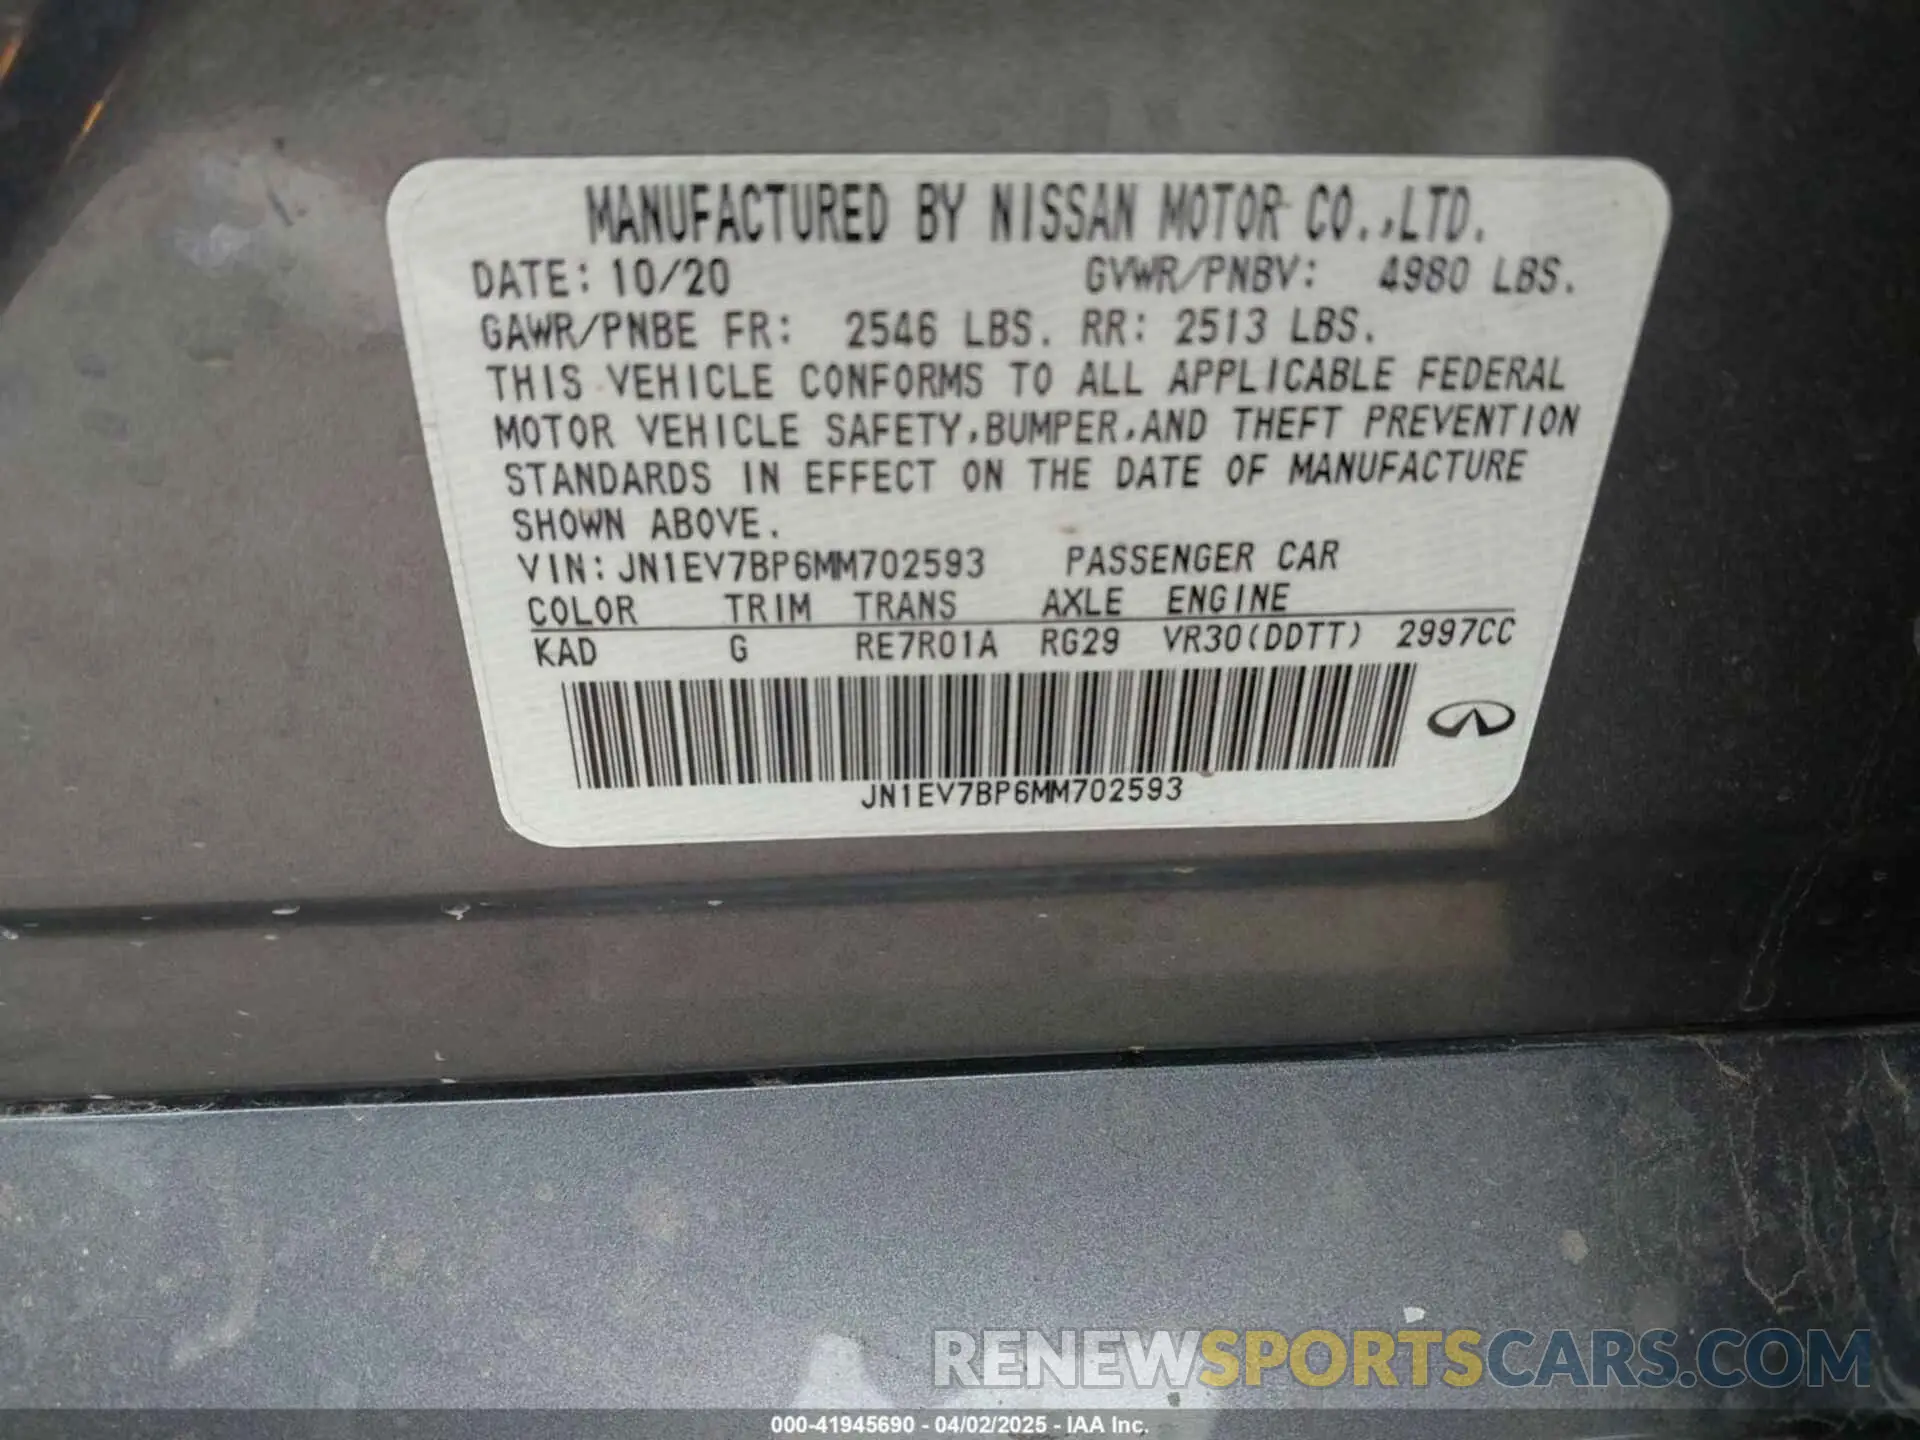 MANUFACTURED BY NISSAN MOTOR CO.,LTD.
DATE: 10/20 GVWR/PNBV: 4980 LBS.
GAWR/PNBE FR: 2546 LBS. RR: 2513 LBS.
THIS VEHICLE CONFORMS TO ALL APPLICABLE FEDERAL
MOTOR VEHICLE SAFETY,BUMPER,AND THEFT PREVENTION
STANDARDS IN EFFECT ON THE DATE OF MANUFACTURE
SHOWN ABOVE.
VIN: JN1EV7BP6MM702593 PASSENGER CAR
COLOR TRIM TRANS AXLE ENGINE
KAD G RE7R01A RG29 VR30(DDTT) 2997CC
JN1EV7BP6MM702593
RENEWSPORTSCARS.COM
000-41945690 - 04/02/2025 - IAA Inc.